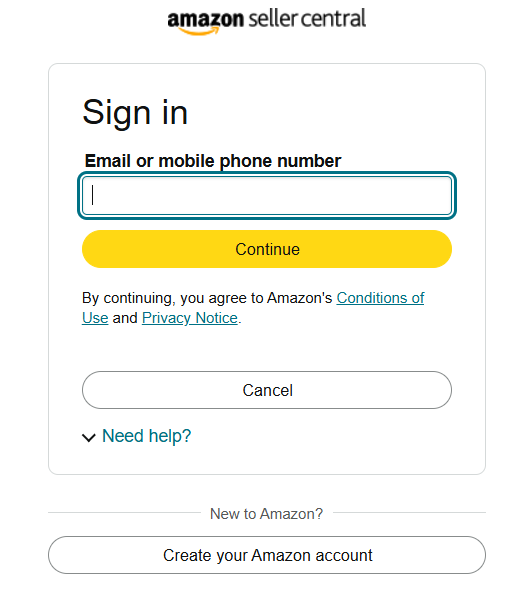 amazon seller central
Sign in
Email or mobile phone number
Continue
By continuing, you agree to Amazon's Conditions of
Use and Privacy Notice.
Cancel
Need help?
New to Amazon?
Create your Amazon account